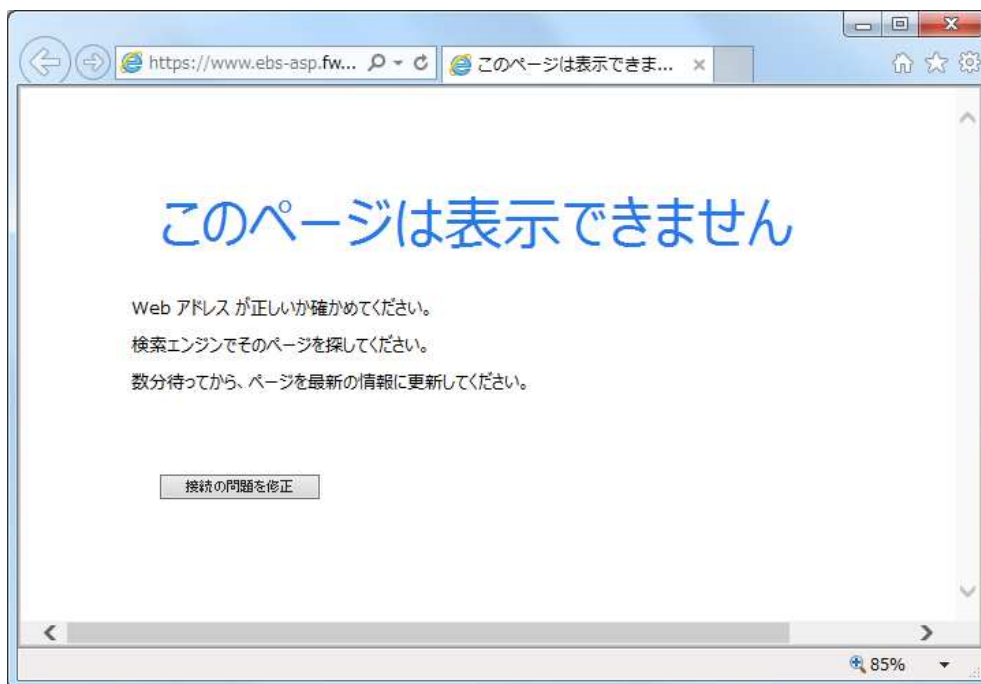 https://www.ebs-asp.fw...
このページは表示できま...
このページは表示できません
Web アドレス が正しいか確かめてください。
検索エンジンでそのページを探してください。
数分待ってから、ページを最新の情報に更新してください。
接続の問題を修正
85%